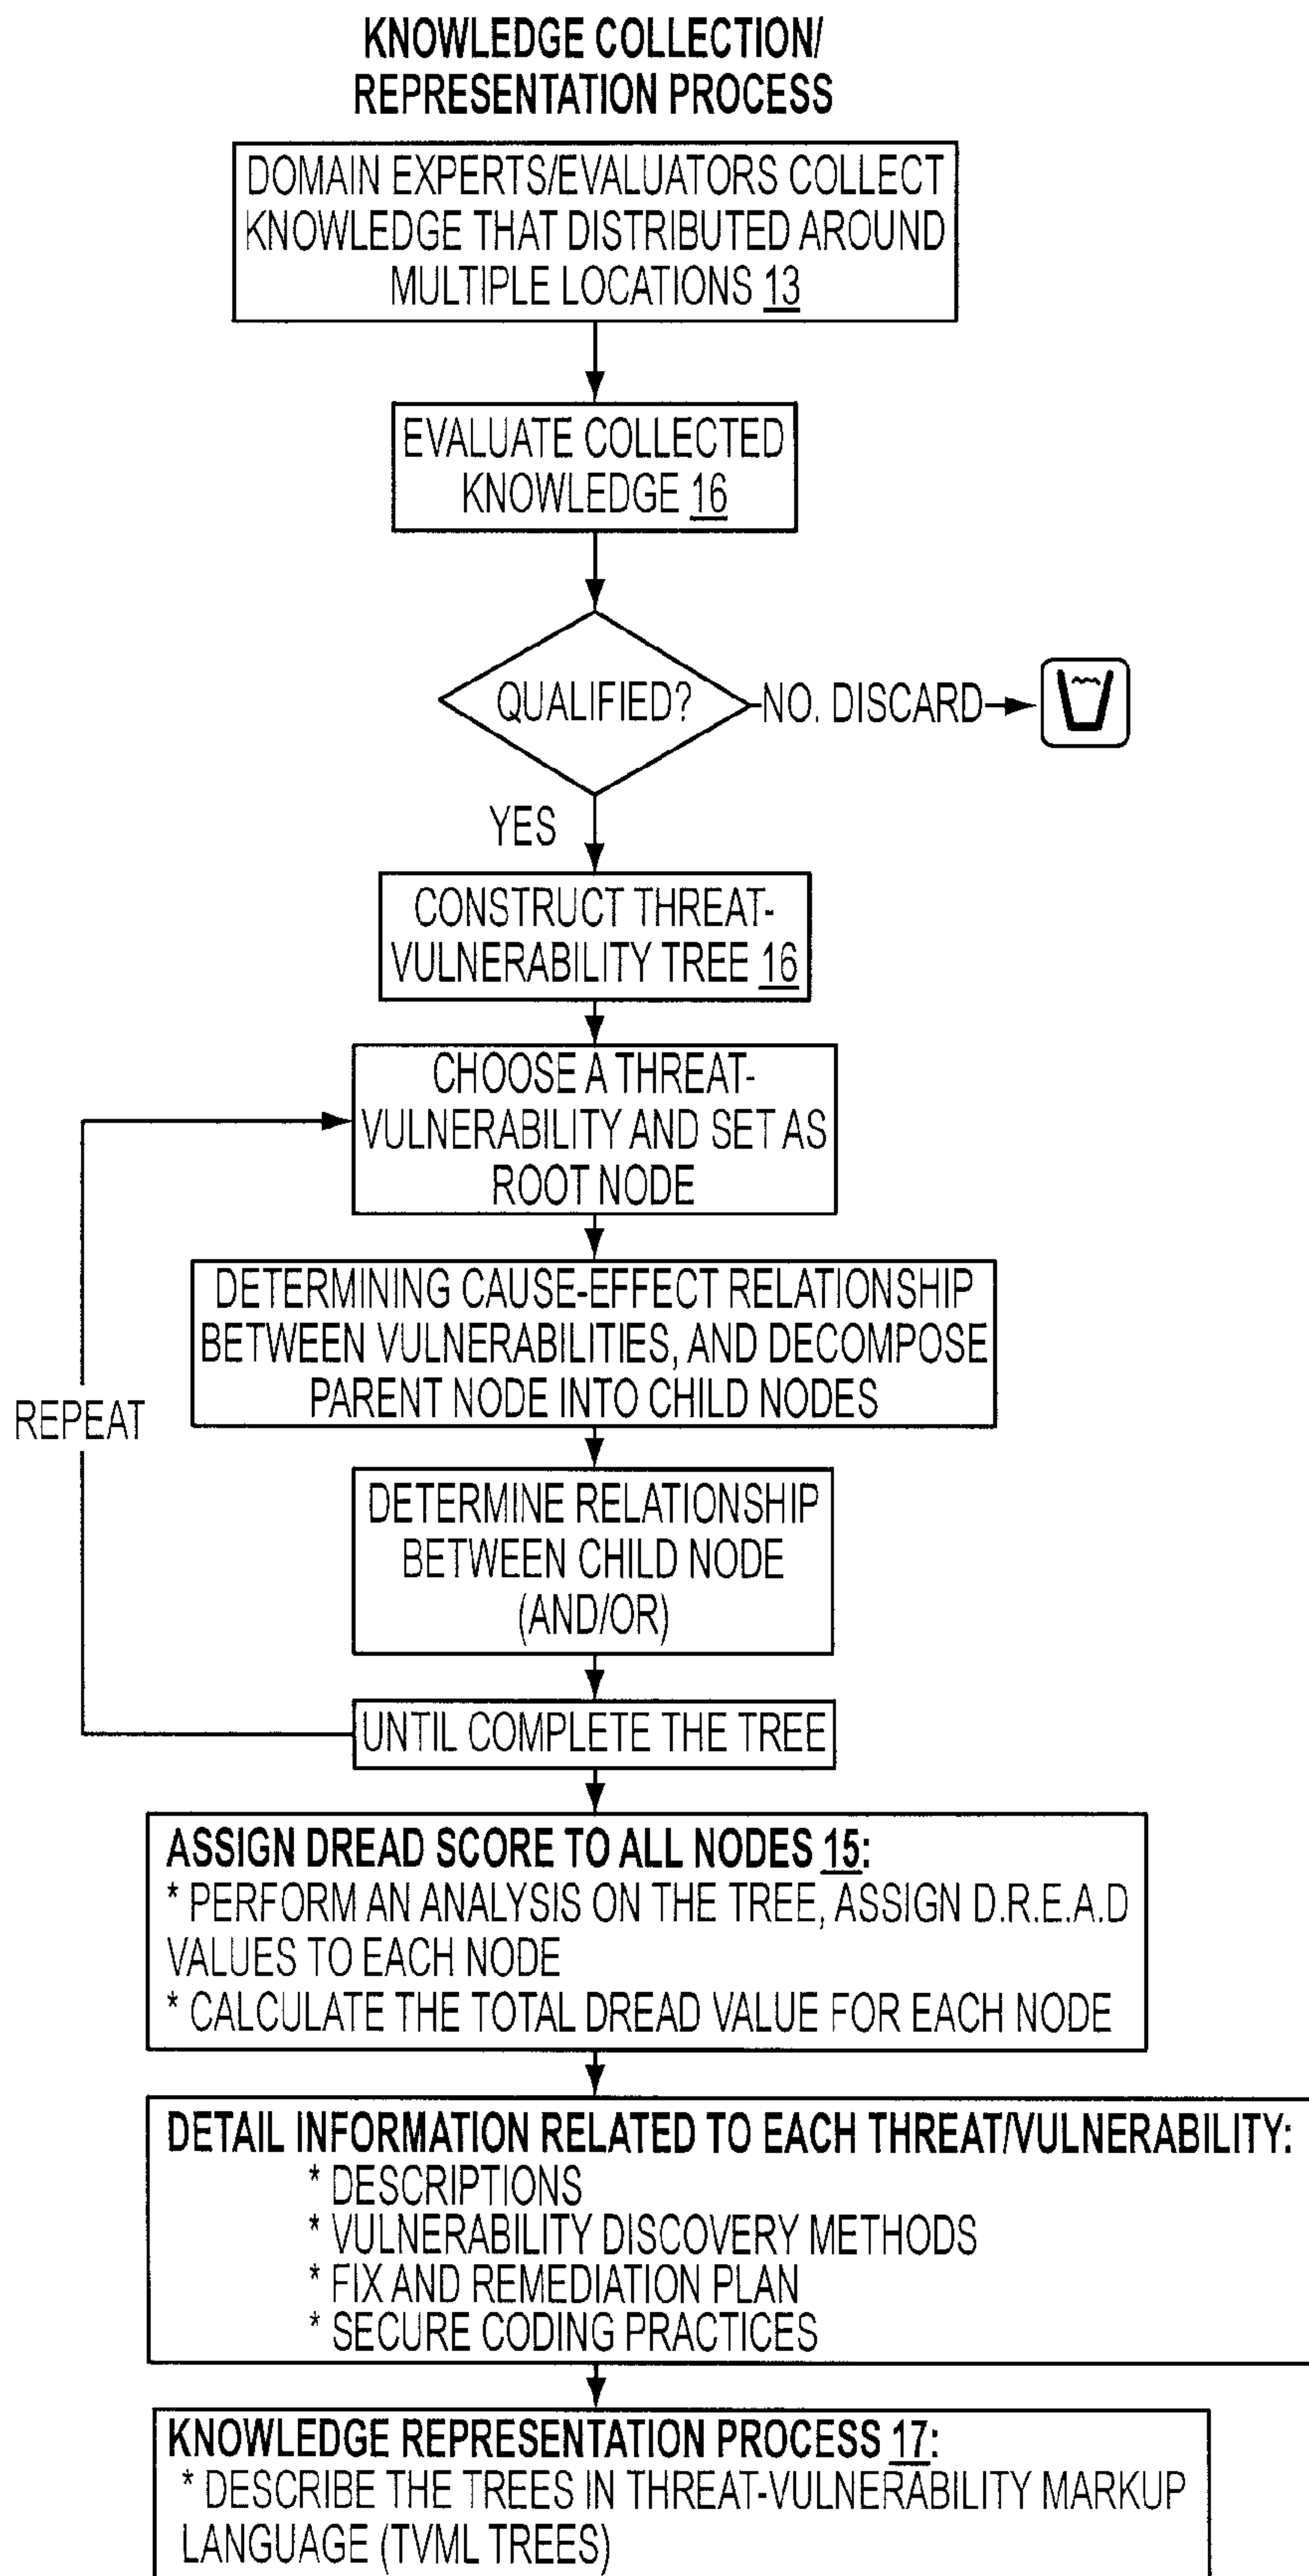 KNOWLEDGE COLLECTION/
REPRESENTATION PROCESS
DOMAIN EXPERTS/EVALUATORS COLLECT
KNOWLEDGE THAT DISTRIBUTED AROUND
MULTIPLE LOCATIONS 13
EVALUATE COLLECTED
KNOWLEDGE 16
QUALIFIED?
NO. DISCARD
YES
CONSTRUCT THREAT-
VULNERABILITY TREE 16
CHOOSE A THREAT-
VULNERABILITY AND SET AS
ROOT NODE
DETERMINING CAUSE-EFFECT RELATIONSHIP
BETWEEN VULNERABILITIES, AND DECOMPOSE
PARENT NODE INTO CHILD NODES
REPEAT
DETERMINE RELATIONSHIP
BETWEEN CHILD NODE
(AND/OR)
UNTIL COMPLETE THE TREE
ASSIGN DREAD SCORE TO ALL NODES 15:
* PERFORM AN ANALYSIS ON THE TREE, ASSIGN D.R.E.A.D
VALUES TO EACH NODE
* CALCULATE THE TOTAL DREAD VALUE FOR EACH NODE
DETAIL INFORMATION RELATED TO EACH THREAT/VULNERABILITY:
* DESCRIPTIONS
* VULNERABILITY DISCOVERY METHODS
* FIX AND REMEDIATION PLAN
* SECURE CODING PRACTICES
KNOWLEDGE REPRESENTATION PROCESS 17:
* DESCRIBE THE TREES IN THREAT-VULNERABILITY MARKUP
LANGUAGE (TVML TREES)